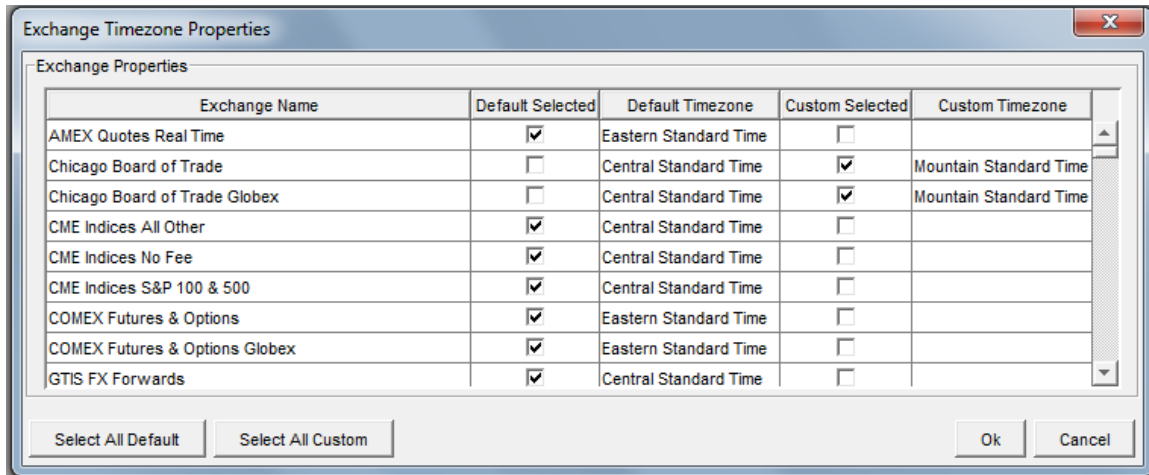 Exchange Timezone Properties
Exchange Properties
Exchange Name Default Selected Default Timezone Custom Selected Custom Timezone
AMEX Quotes Real Time Eastern Standard Time
Chicago Board of Trade Central Standard Time Mountain Standard Time
Chicago Board of Trade Globex Central Standard Time Mountain Standard Time
CME Indices All Other Central Standard Time
CME Indices No Fee Central Standard Time
CME Indices S&P 100 & 500 Central Standard Time
COMEX Futures & Options Eastern Standard Time
COMEX Futures & Options Globex Eastern Standard Time
GTIS FX Forwards Central Standard Time
Select All Default Select All Custom Ok Cancel